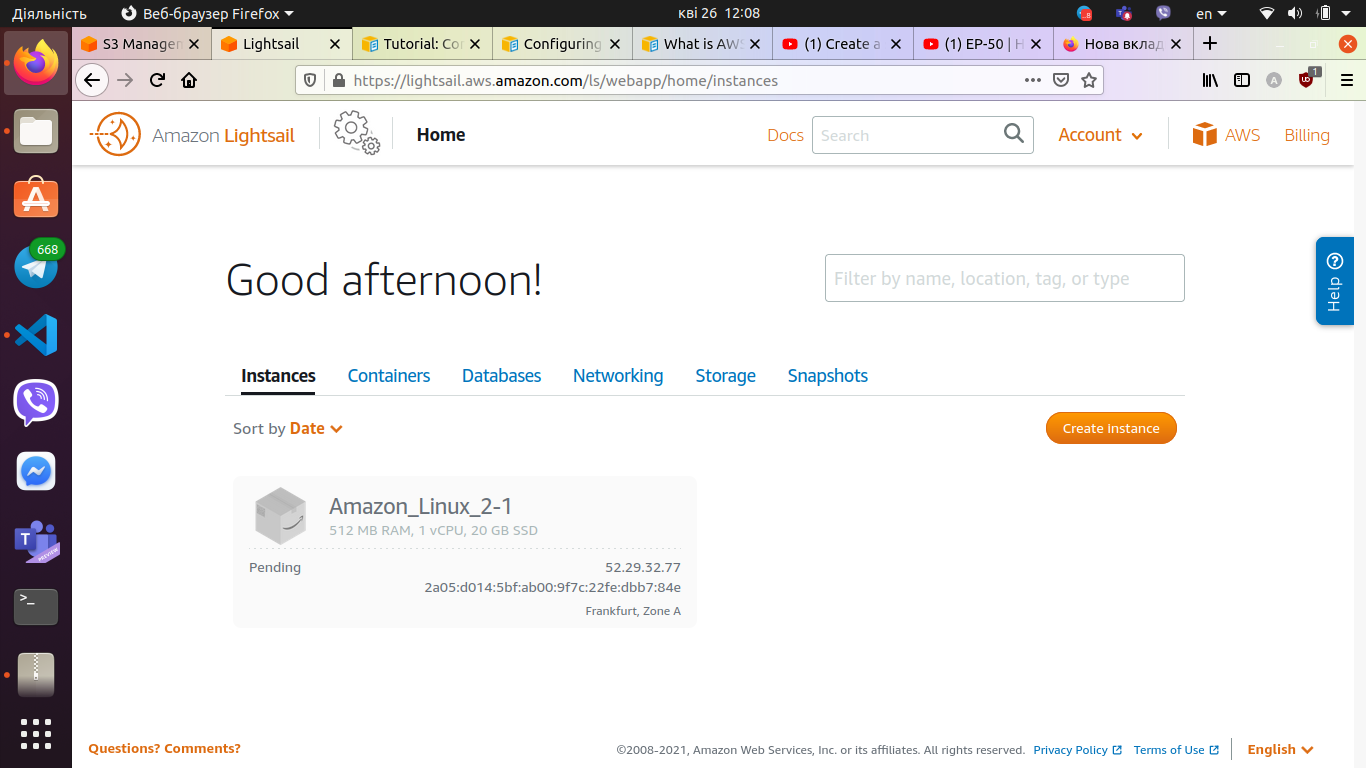 Діяльність Веб-браузер Firefox кві 26 12:08 en
S3 Managem Lightsail Tutorial: Co Configuring What is AWS (1) Create a (1) EP-50 | H Нова вклад
https://lightsail.aws.amazon.com/ls/webapp/home/instances 1
Amazon Lightsail Home Docs Search Account AWS Billing
668
Help
Good afternoon! Filter by name, location, tag, or type
Instances Containers Databases Networking Storage Snapshots
Sort by Date Create instance
Amazon_Linux_2-1
512 MB RAM, 1 vCPU, 20 GB SSD
Pending 52.29.32.77
2a05:d014:5bf:ab00:9f7c:22fe:dbb7:84e
Frankfurt, Zone A
T PREVIEW
>_
Questions? Comments? ©2008-2021, Amazon Web Services, Inc. or its affiliates. All rights reserved. Privacy Policy Terms of Use English